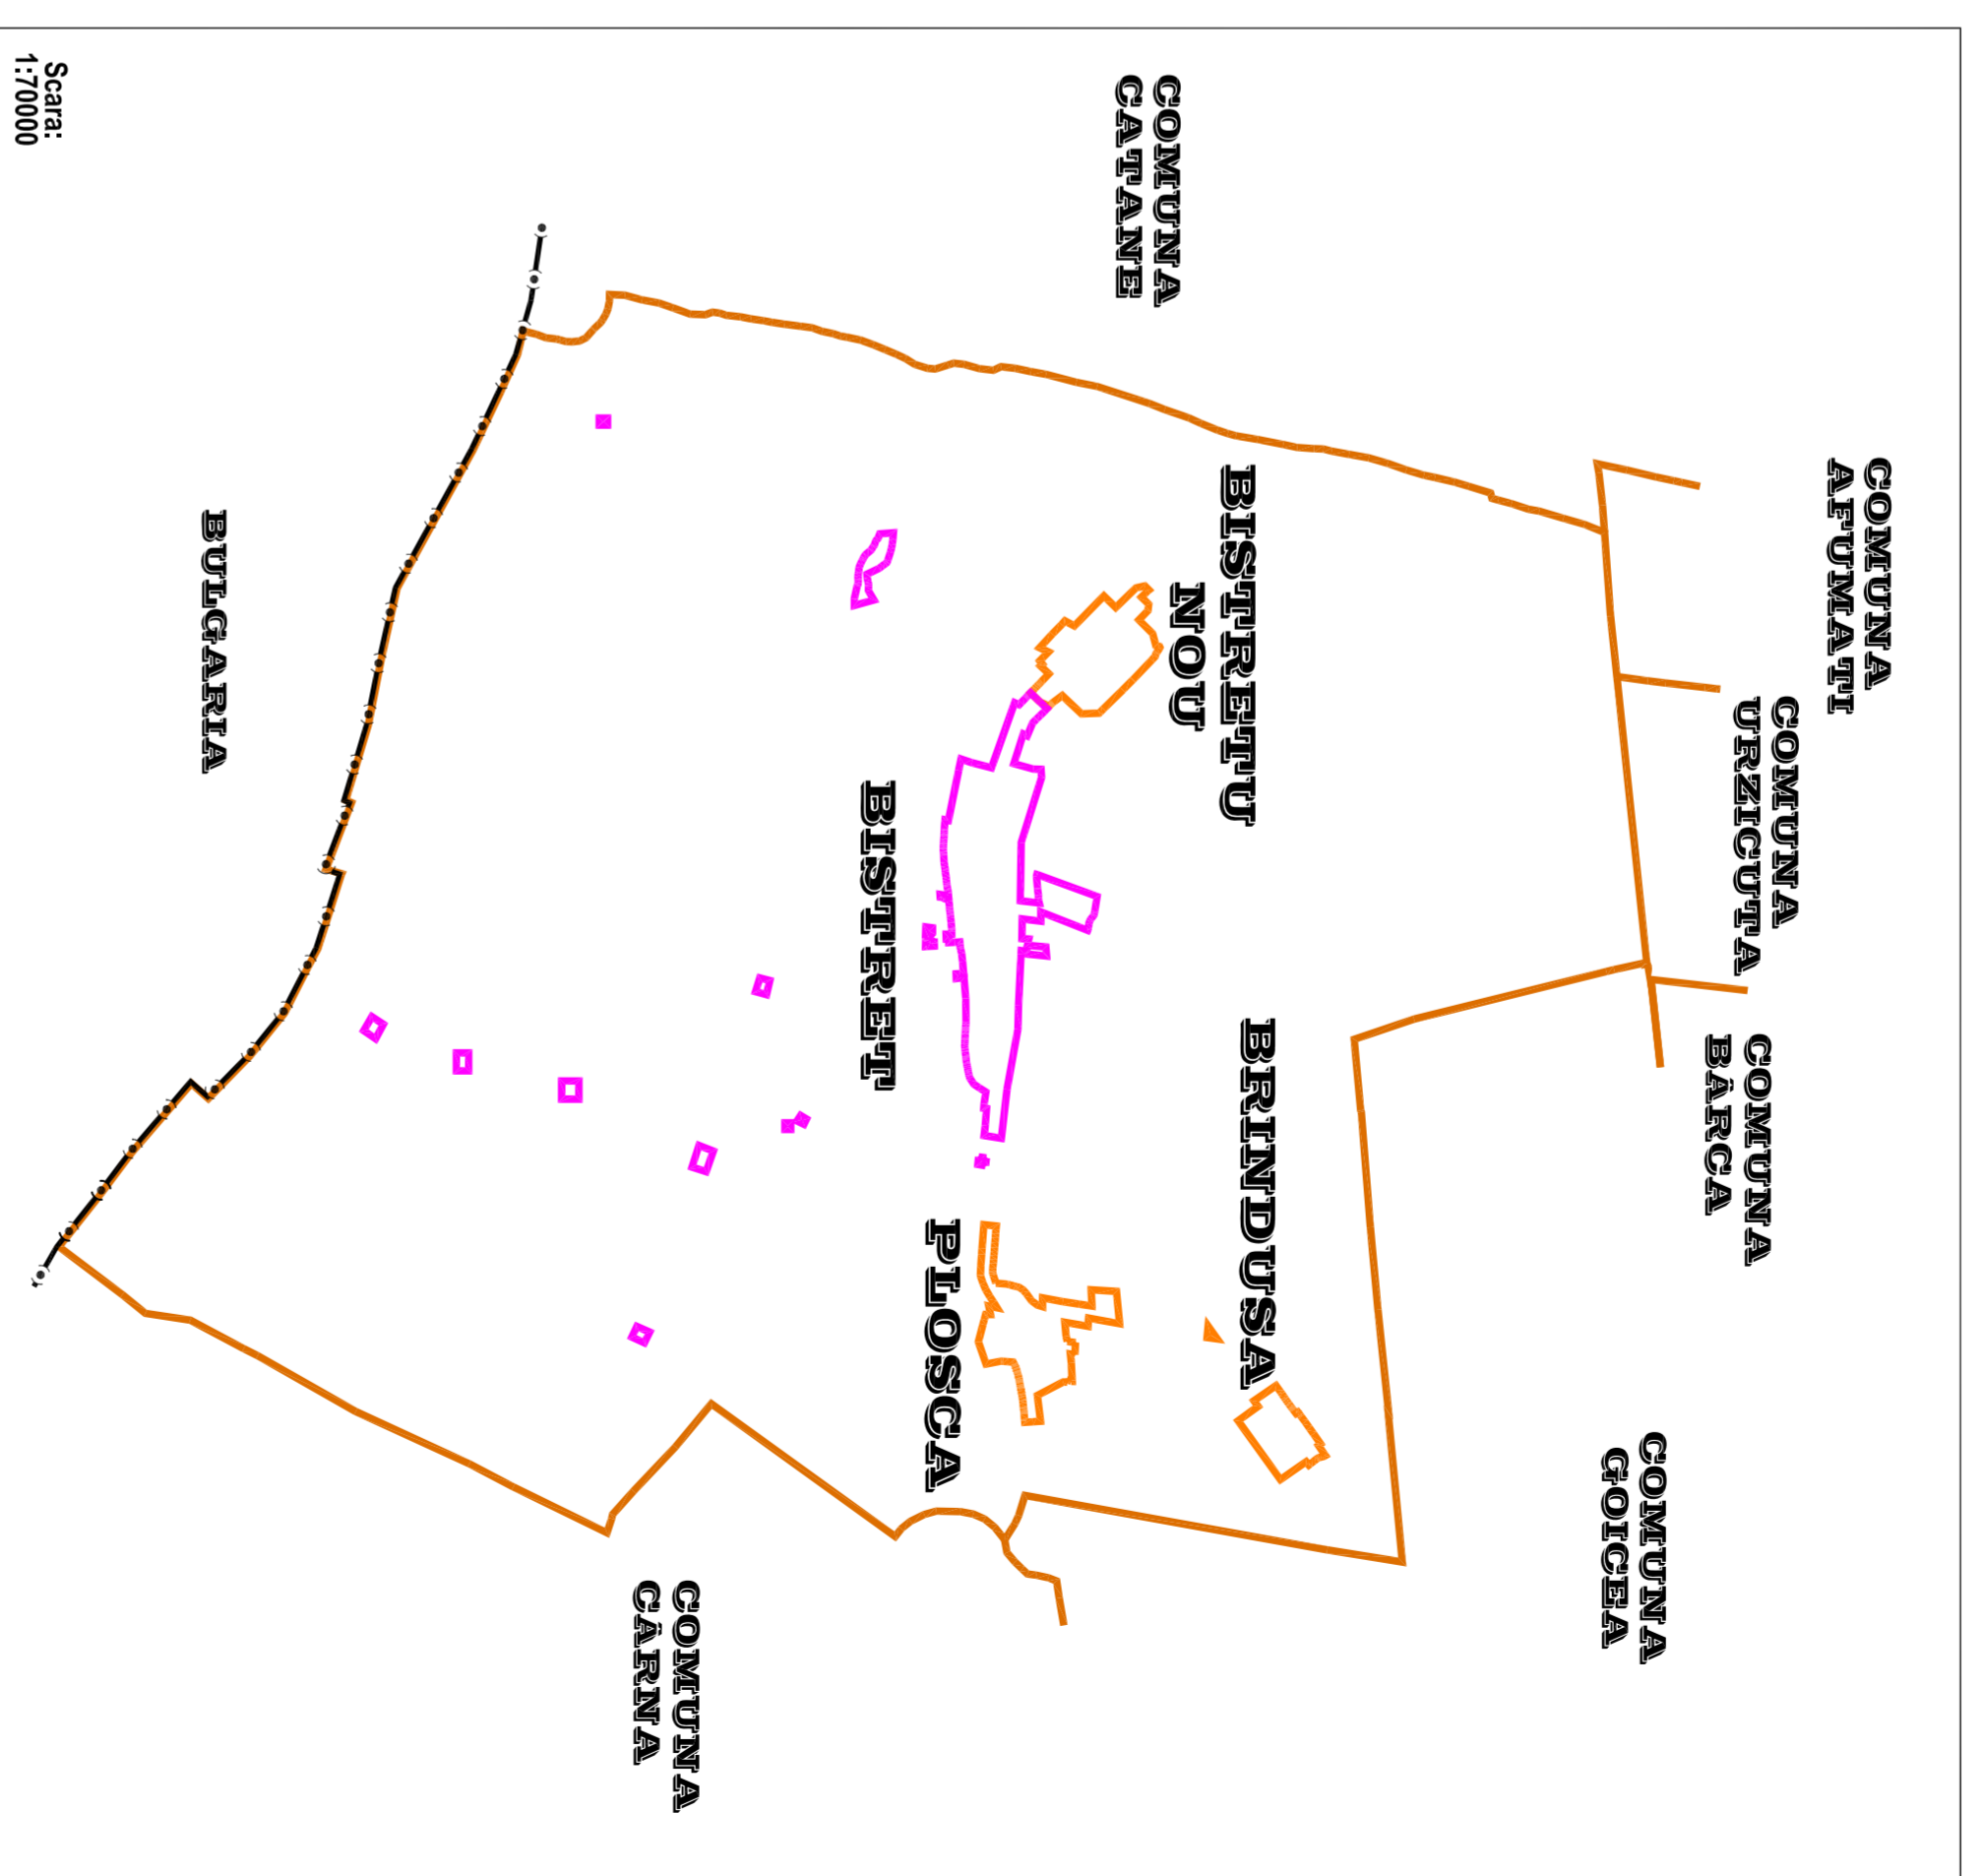 COMUNA
AFUMATI
COMUNA
URZICUTA
COMUNA
BÂRCA
COMUNA
GOICEA
COMUNA
CATANE
BISTRETU
NOU
BRINDUSA
PLOSCA
BISTRET
COMUNA
CÂRNA
BULGARIA
Scara:
1:70000